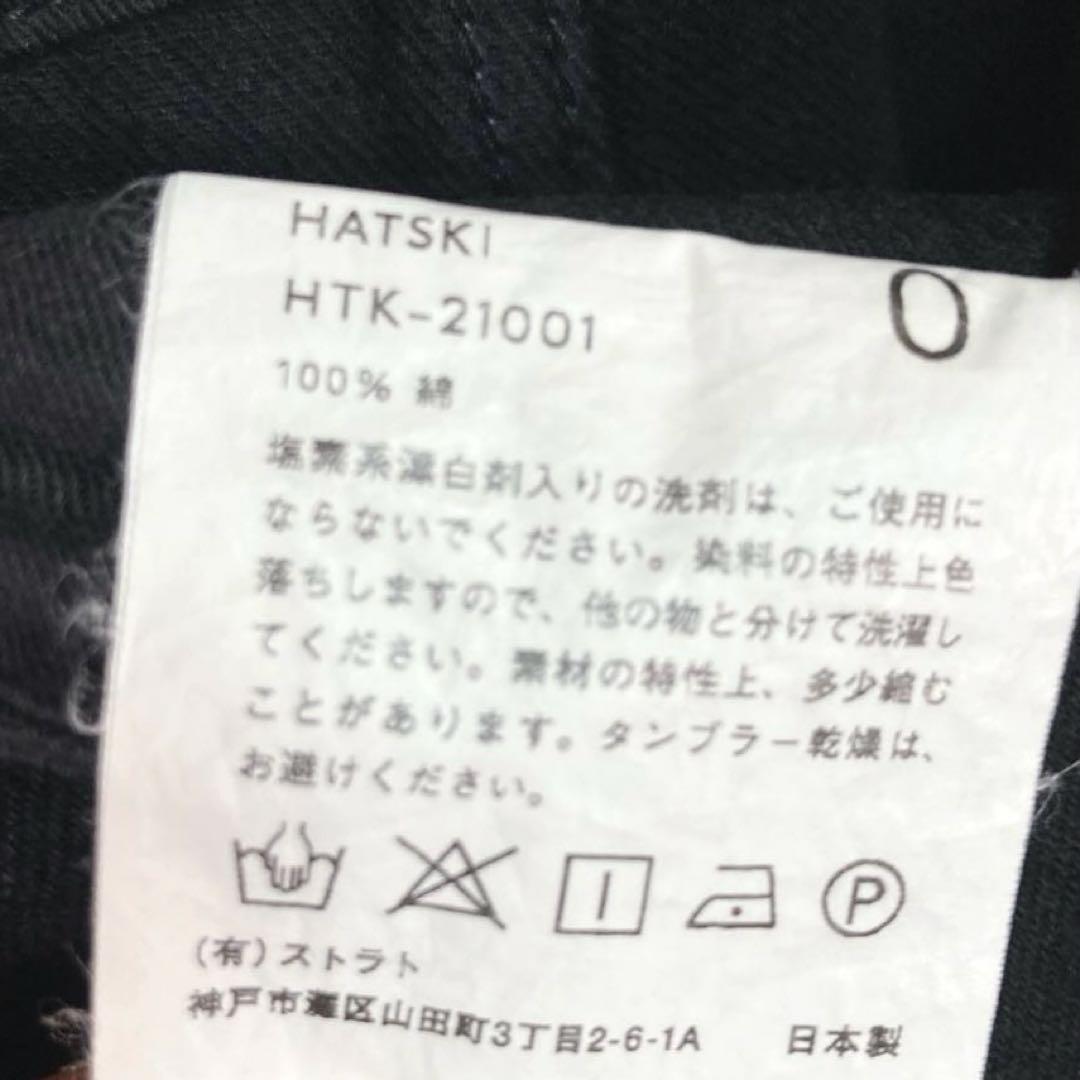 HATSKI
HTK-21001
0
100% 綿
塩素系漂白剤入りの洗剤は、ご使用に
ならないでください。染料の特性上色
落ちしますので、他の物と分けて洗濯し
てください。素材の特性上、多少縮む
ことがあります。タンブラー乾燥は、
お避けください。
P
(有)ストラト
神戸市灘区山田町3丁目2-6-1A 日本製